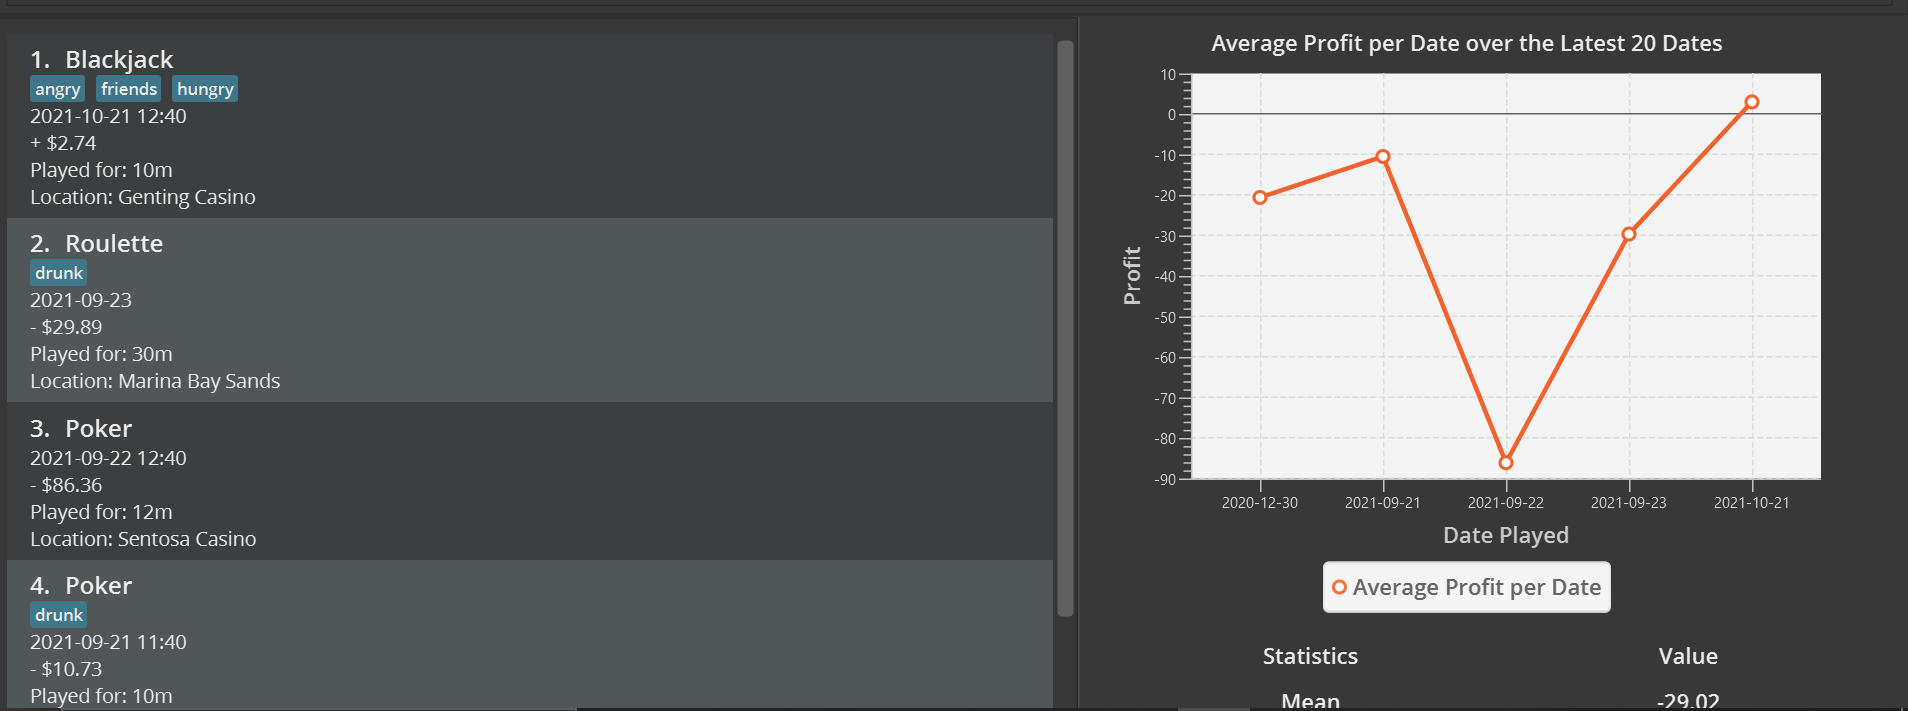 1. Blackjack
angry friends hungry
2021-10-21 12:40
+ $2.74
Played for: 10m
Location: Genting Casino
2. Roulette
drunk
2021-09-23
- $29.89
Played for: 30m
Location: Marina Bay Sands
3. Poker
2021-09-22 12:40
- $86.36
Played for: 12m
Location: Sentosa Casino
4. Poker
drunk
2021-09-21 11:40
- $10.73
Played for: 10m
Average Profit per Date over the Latest 20 Dates
10
0
-10
-20
-30
-40
-50
-60
-70
-80
-90
Profit
2020-12-30 2021-09-21 2021-09-22 2021-09-23 2021-10-21
Date Played
Average Profit per Date
Statistics Value
Mean -29.02